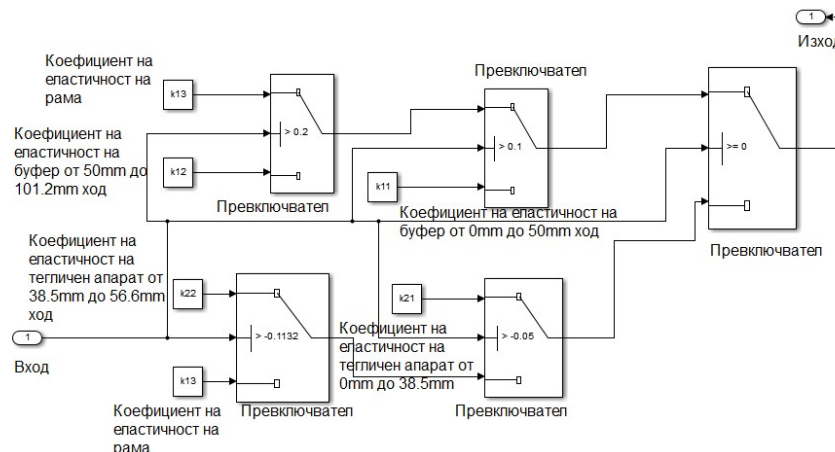 1
Изход
Коефициент на
еластичност на
рама
k13
> 0.2
Превключвател
Превключвател
> 0.1
>= 0
Превключвател
Коефициент на
еластичност на
буфер от 50mm до
101.2mm ход
k12
k11
Коефициент на еластичност на
буфер от 0mm до 50mm ход
Коефициент на
еластичност на
тегличен апарат от
38.5mm до 56.6mm
ход
k22
> -0.1132
Превключвател
k21
> -0.05
Превключвател
Коефициент на
еластичност на
тегличен апарат от
0mm до 38.5mm
1
Вход
k13
Коефициент на
еластичност на
рама